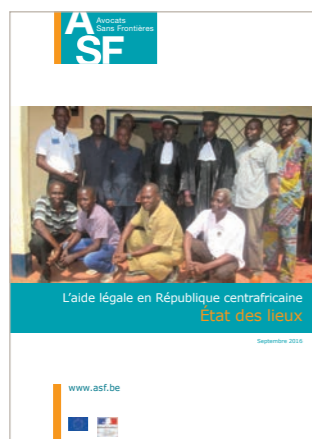 Avocats
Sans Frontières
A
SF
L'aide légale en République centrafricaine
État des lieux
Septembre 2016
www.asf.be